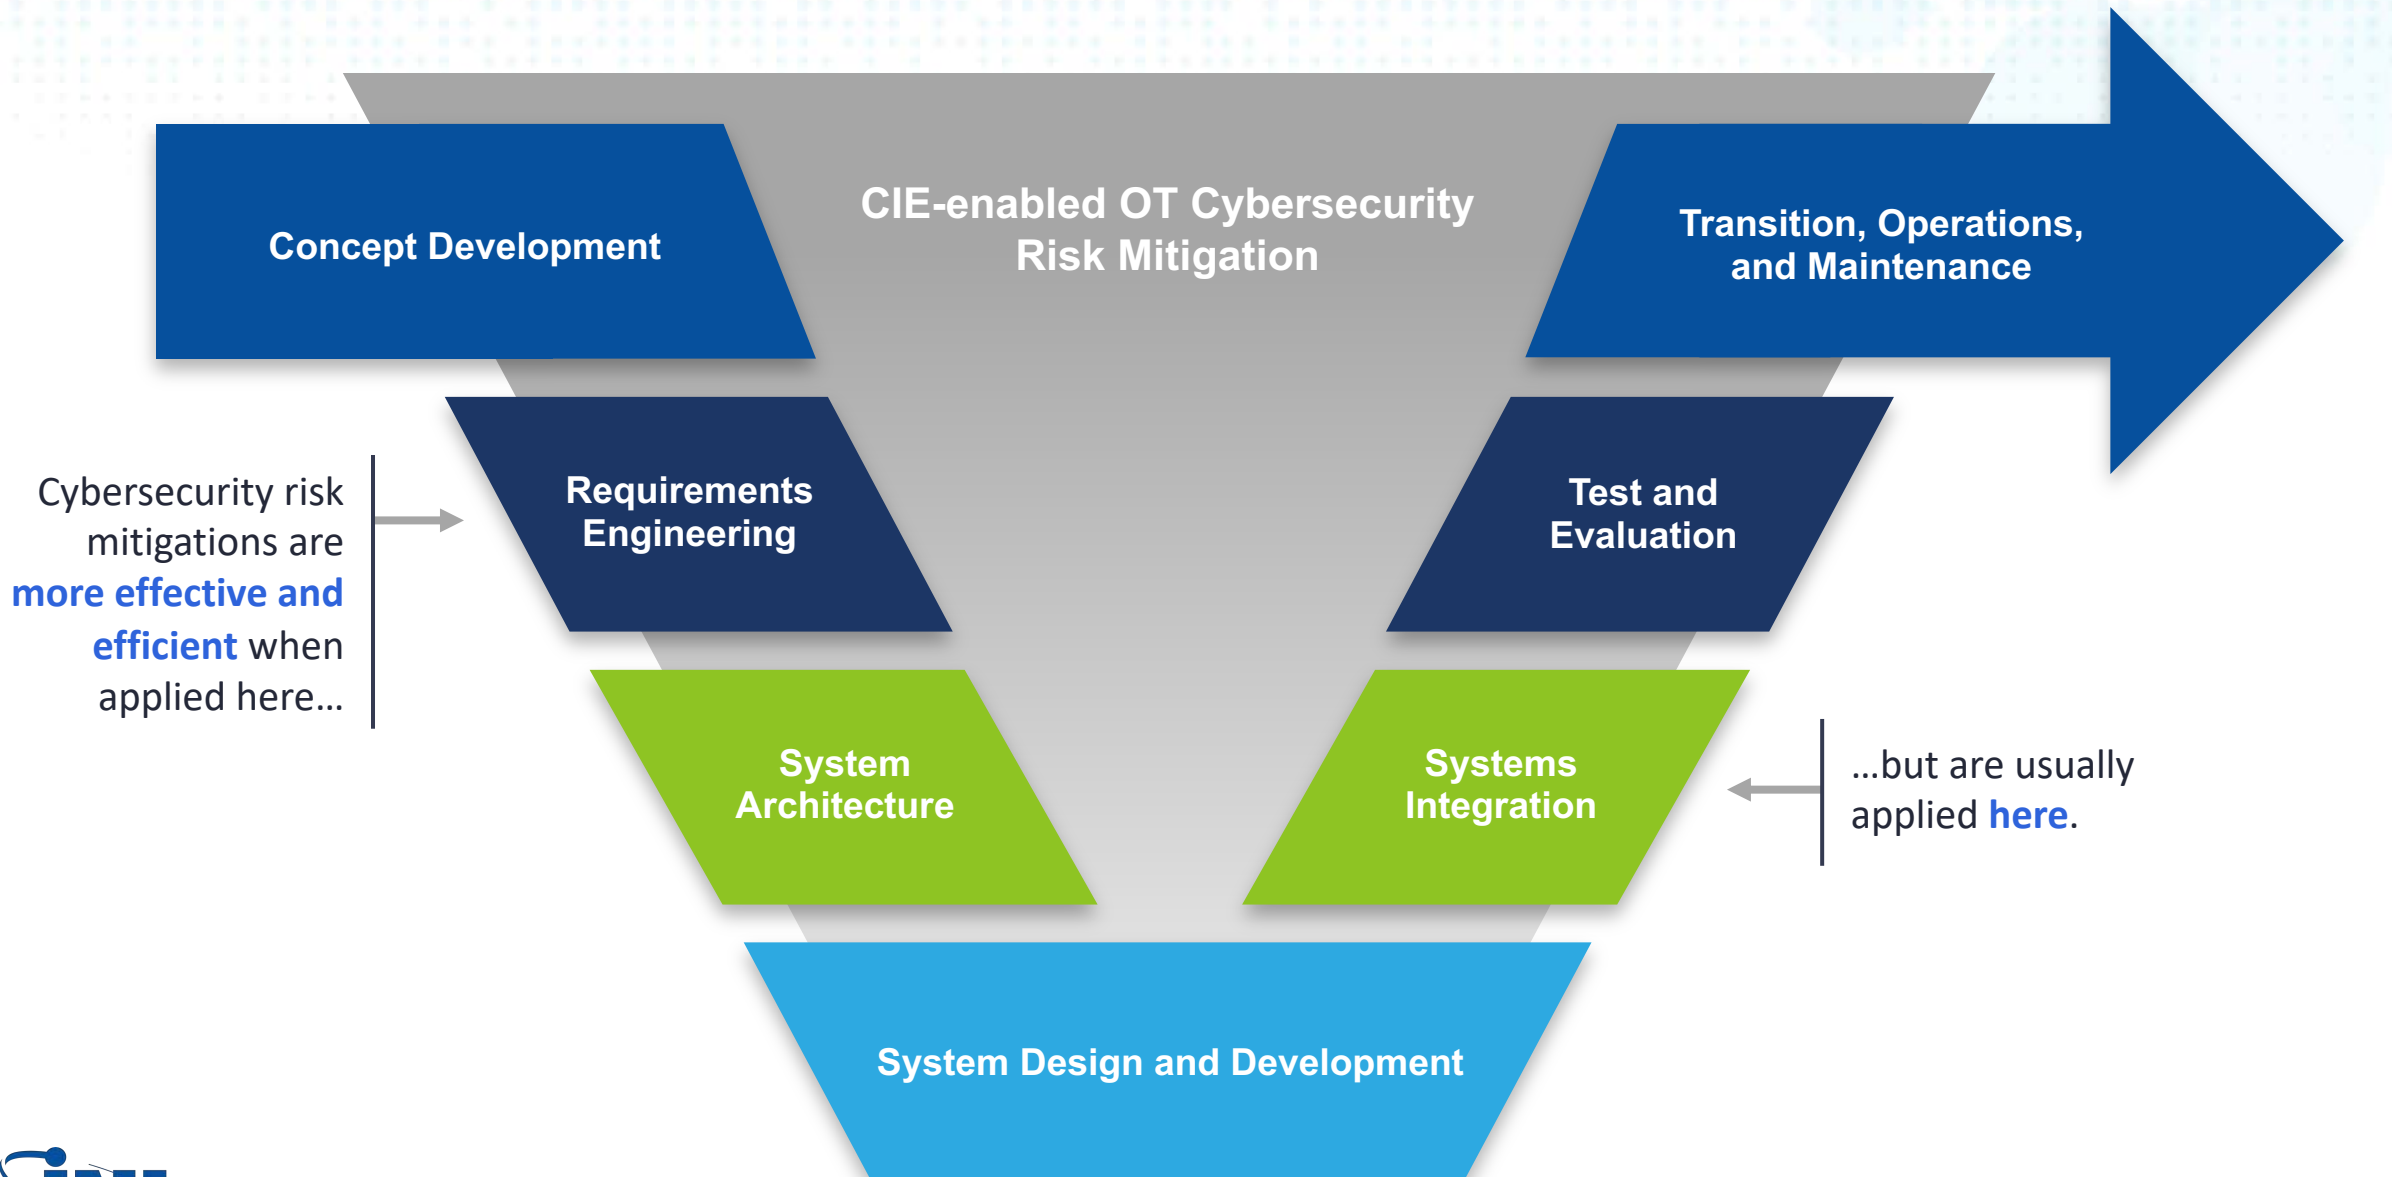 CIE-enabled OT Cybersecurity
Risk Mitigation
Concept Development
Transition, Operations,
and Maintenance
Requirements
Engineering
Test and
Evaluation
Cybersecurity risk
mitigations are
more effective and
efficient when
applied here...
System
Architecture
Systems
Integration
...but are usually
applied here.
System Design and Development